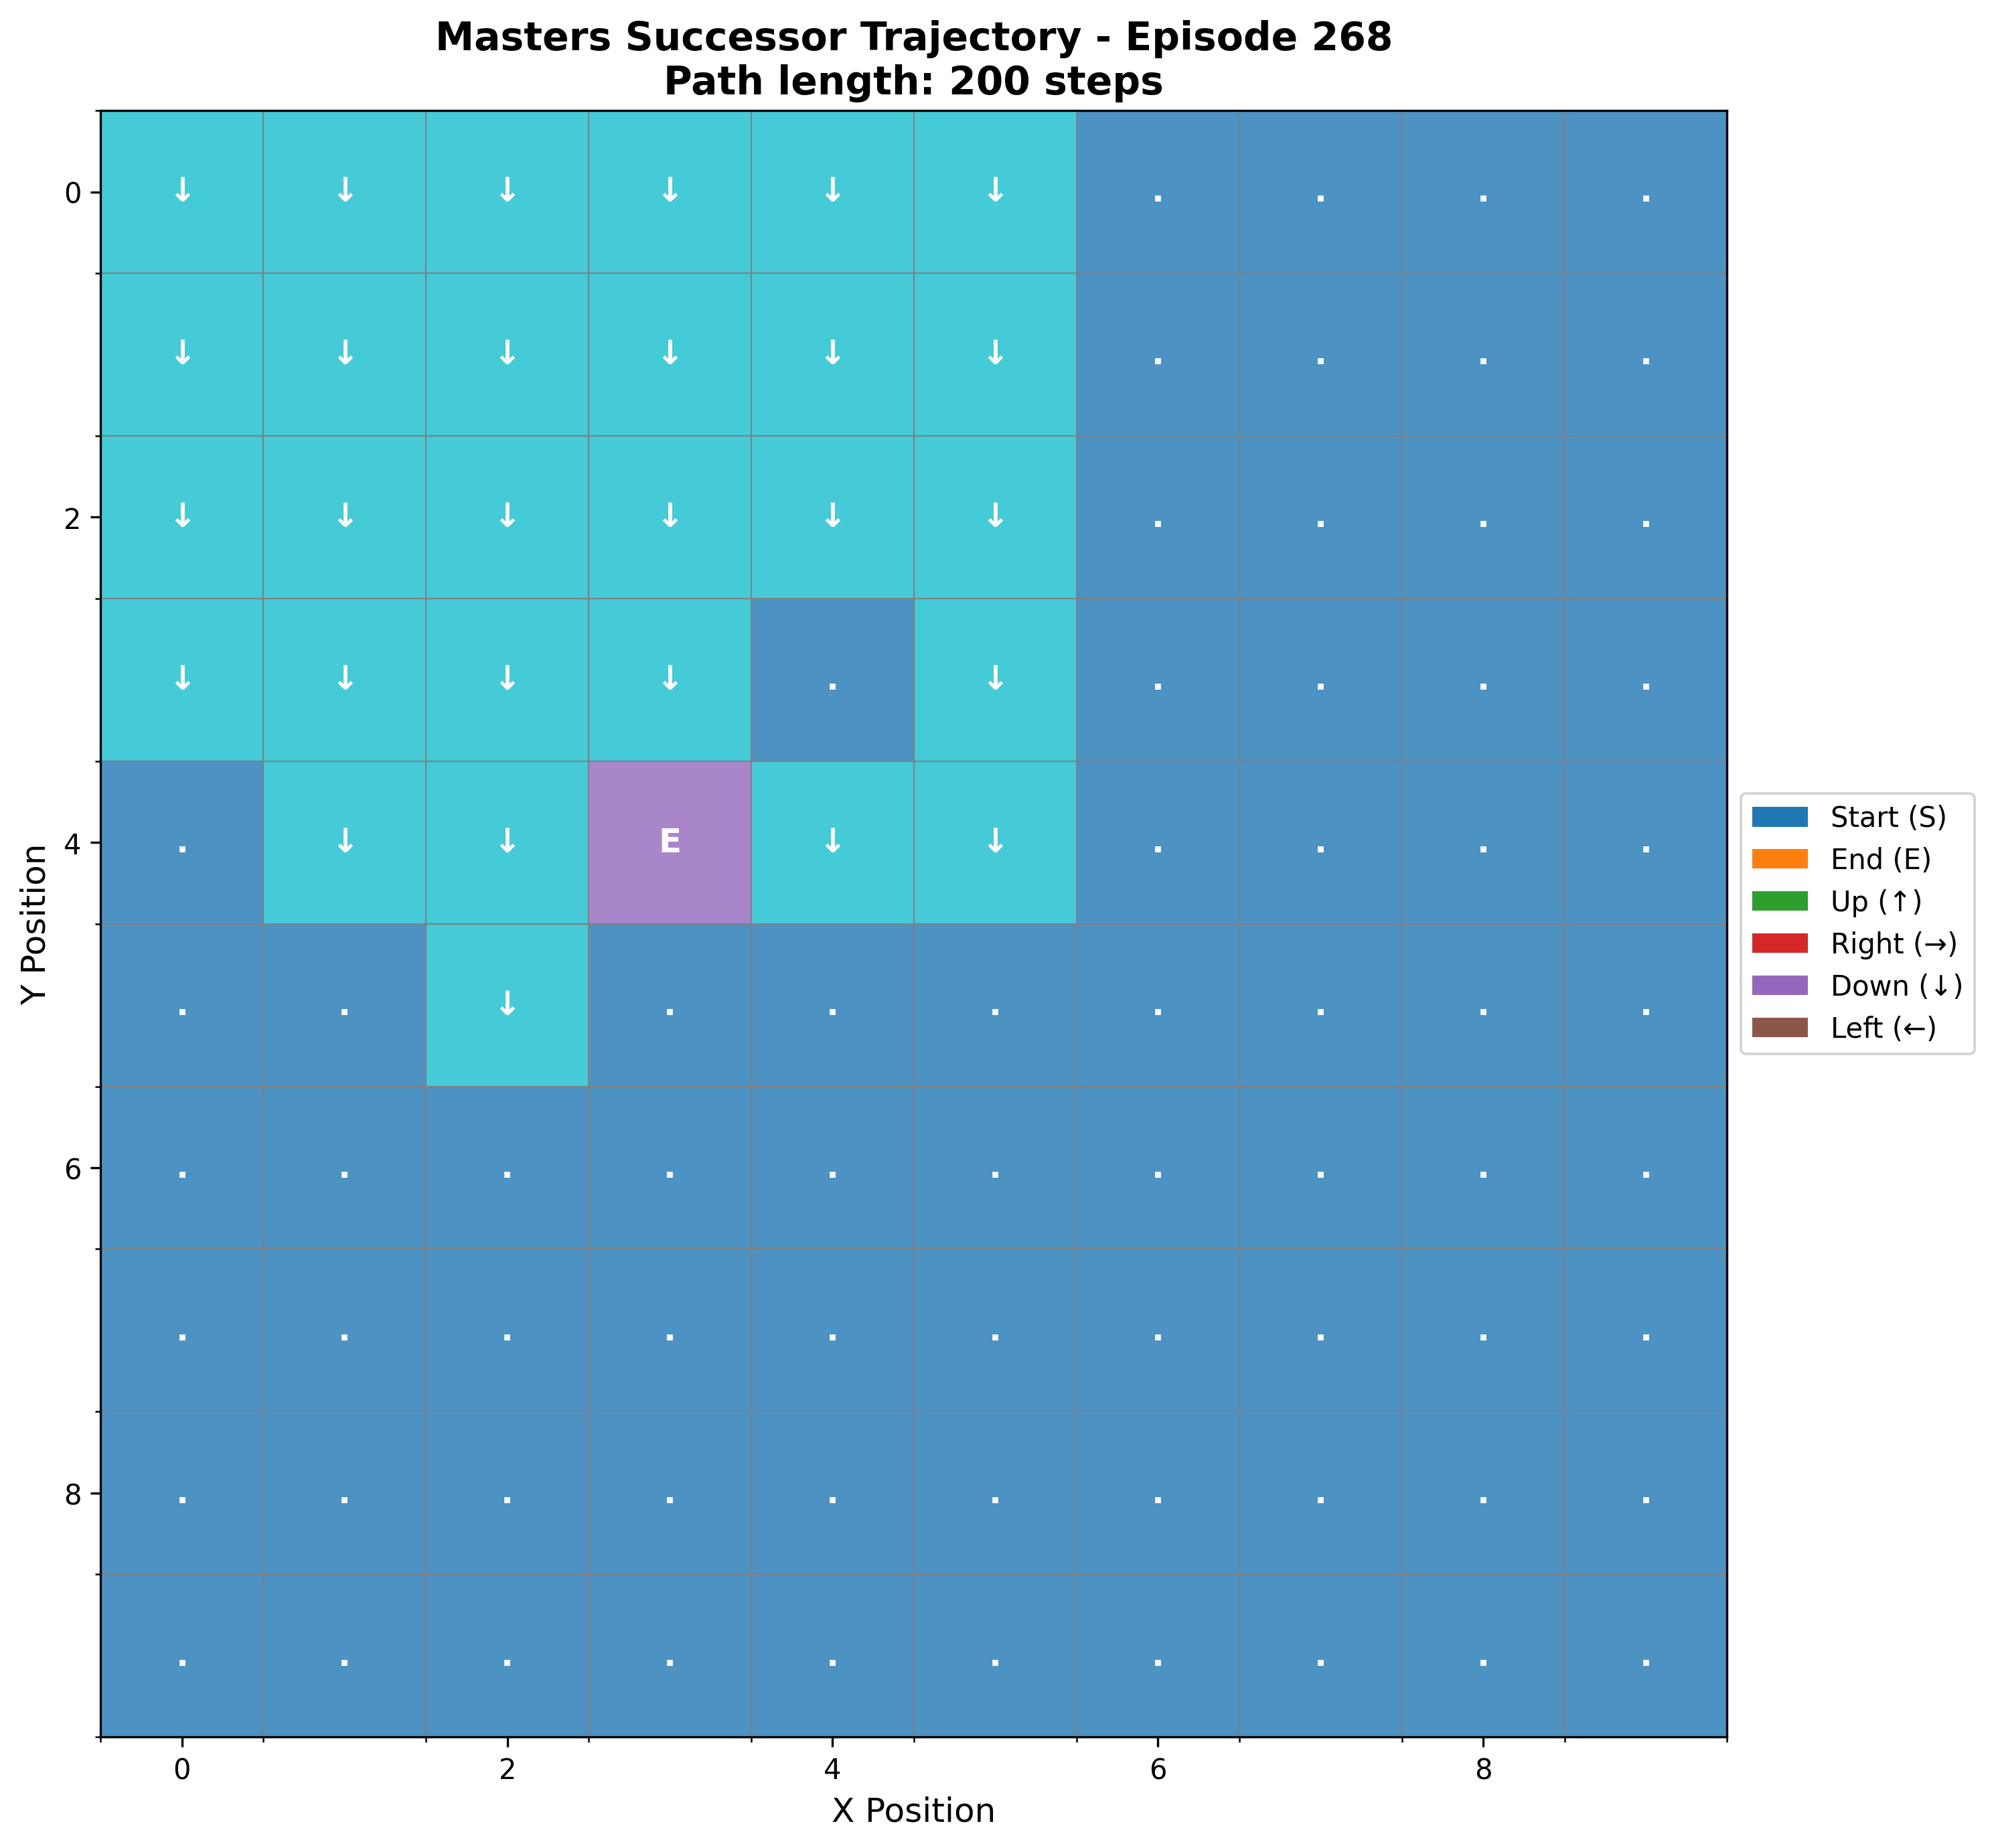 Masters Successor Trajectory - Episode 268
Path length: 200 steps
0 ↓ ↓ ↓ ↓ ↓ ↓ . . . .
↓ ↓ ↓ ↓ ↓ ↓ . . . .
2 ↓ ↓ ↓ ↓ ↓ ↓ . . . .
↓ ↓ ↓ ↓ . ↓ . . . .
4 . ↓ ↓ E ↓ ↓ . . . .
. . ↓ . . . . . . .
6 . . . . . . . . . .
. . . . . . . . . .
8 . . . . . . . . . .
. . . . . . . . . .
0 2 4 6 8
X Position
Y Position
Start (S)
End (E)
Up (↑)
Right (→)
Down (↓)
Left (←)